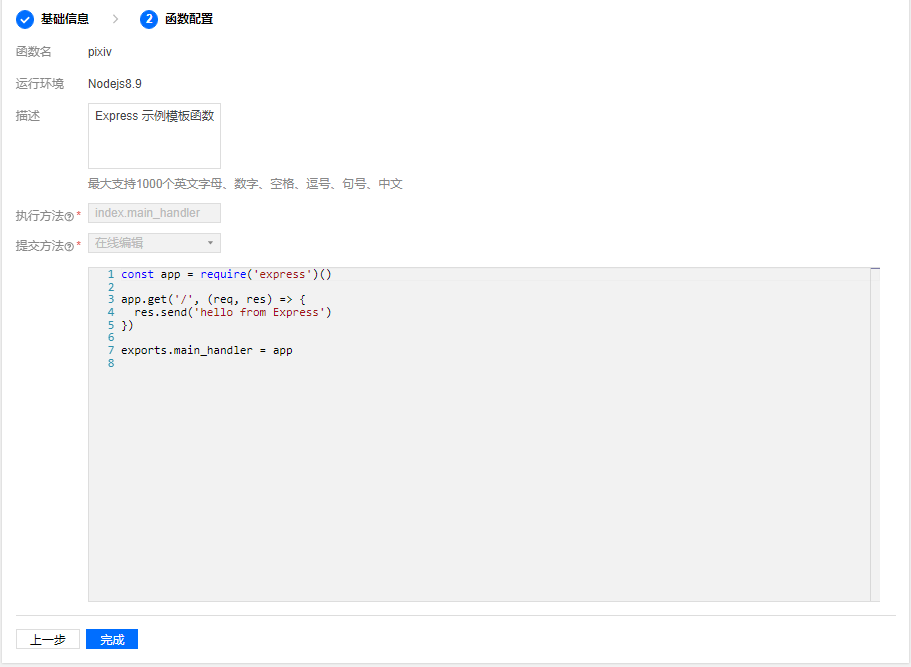 基础信息 > 2 函数配置
函数名 pixiv
运行环境 Nodejs8.9
描述 Express 示例模板函数
最大支持1000个英文字母、数字、空格、逗号、句号、中文
执行方法?* index.main_handler
提交方法?* 在线编辑
1 const app = require('express')()
2
3 app.get('/', (req, res) => {
4   res.send('hello from Express')
5 })
6
7 exports.main_handler = app
8
上一步 完成